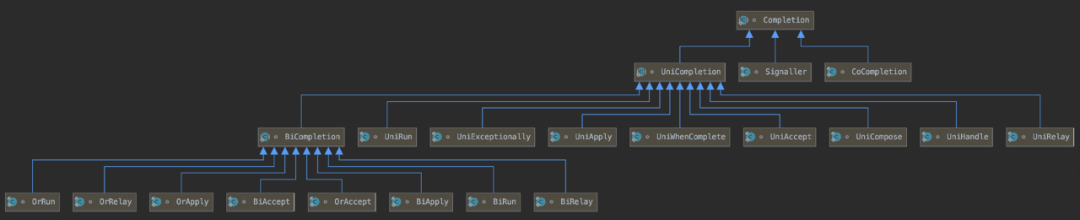 Completion
UniCompletion Signaller CoCompletion
BiCompletion UniRun UniExceptionally UniApply UniWhenComplete UniAccept UniCompose UniHandle UniRelay
OrRun OrRelay OrApply BiAccept OrAccept BiApply BiRun BiRelay